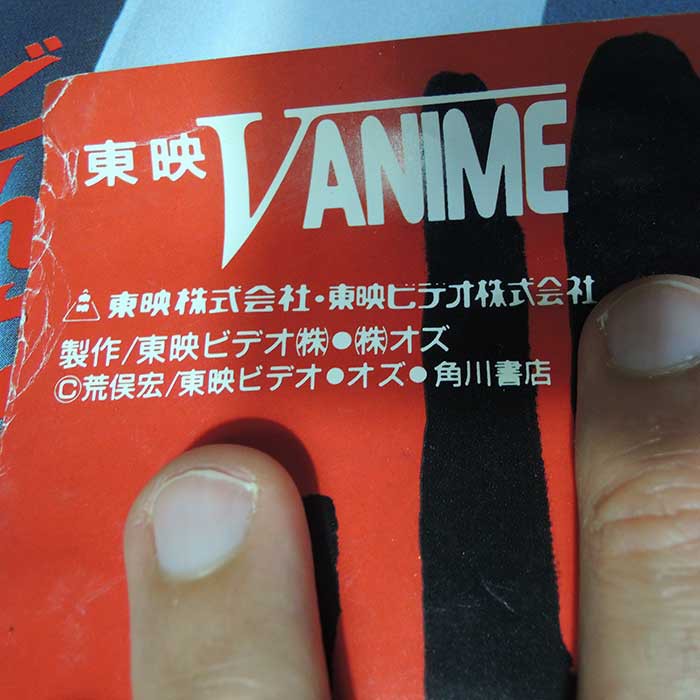 東映 VANIME
東映株式会社・東映ビデオ株式会社
製作/東映ビデオ㈱●㈱オズ
©荒俣宏/東映ビデオ●オズ●角川書店